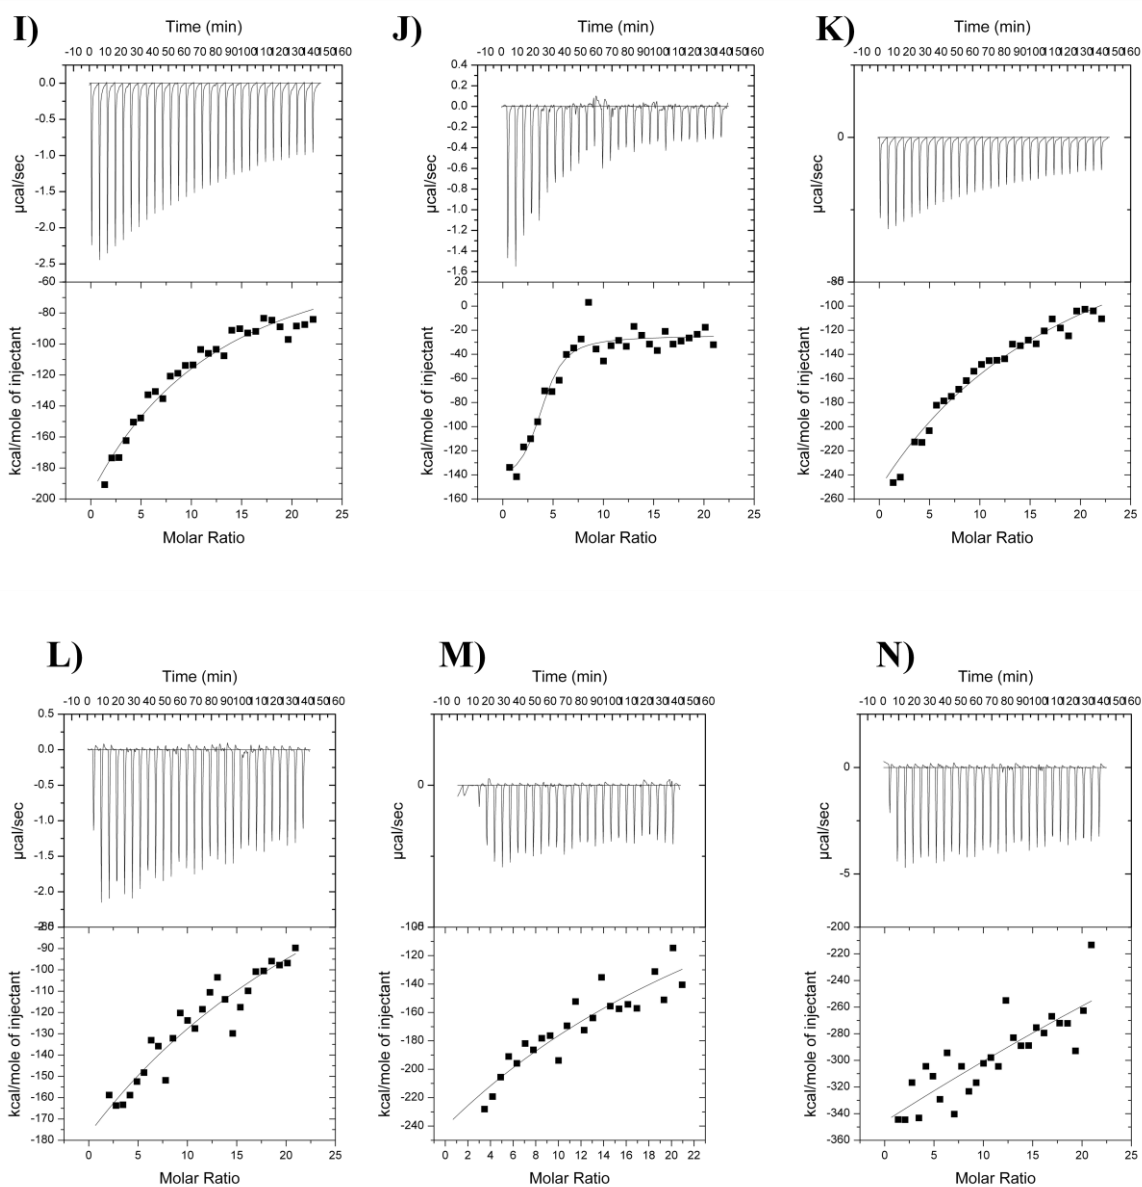 I)
Time (min)
-10 0 10 20 30 40 50 60 70 80 90 100 110 120 130 140 150 160
0.0
-0.5
-1.0
-1.5
-2.0
-2.5
µcal/sec
-60
-80
-100
-120
-140
-160
-180
-200
kcal/mole of injectant
0 5 10 15 20 25
Molar Ratio
J)
Time (min)
-10 0 10 20 30 40 50 60 70 80 90 100 110 120 130 140 150 160
0.4
0.2
0.0
-0.2
-0.4
-0.6
-0.8
-1.0
-1.2
-1.4
-1.6
µcal/sec
20
0
-20
-40
-60
-80
-100
-120
-140
-160
kcal/mole of injectant
0 5 10 15 20 25
Molar Ratio
K)
Time (min)
-10 0 10 20 30 40 50 60 70 80 90 100 110 120 130 140 150 160
0
µcal/sec
-100
-120
-140
-160
-180
-200
-220
-240
-260
kcal/mole of injectant
0 5 10 15 20 25
Molar Ratio
L)
Time (min)
-10 0 10 20 30 40 50 60 70 80 90 100 110 120 130 140 150 160
0.5
0.0
-0.5
-1.0
-1.5
-2.0
µcal/sec
-90
-100
-110
-120
-130
-140
-150
-160
-170
-180
kcal/mole of injectant
0 5 10 15 20 25
Molar Ratio
M)
Time (min)
-10 0 10 20 30 40 50 60 70 80 90 100 110 120 130 140 150 160
0
µcal/sec
-120
-140
-160
-180
-200
-220
-240
kcal/mole of injectant
0 2 4 6 8 10 12 14 16 18 20 22
Molar Ratio
N)
Time (min)
-10 0 10 20 30 40 50 60 70 80 90 100 110 120 130 140 150 160
0
-5
µcal/sec
-200
-220
-240
-260
-280
-300
-320
-340
-360
kcal/mole of injectant
0 5 10 15 20 25
Molar Ratio